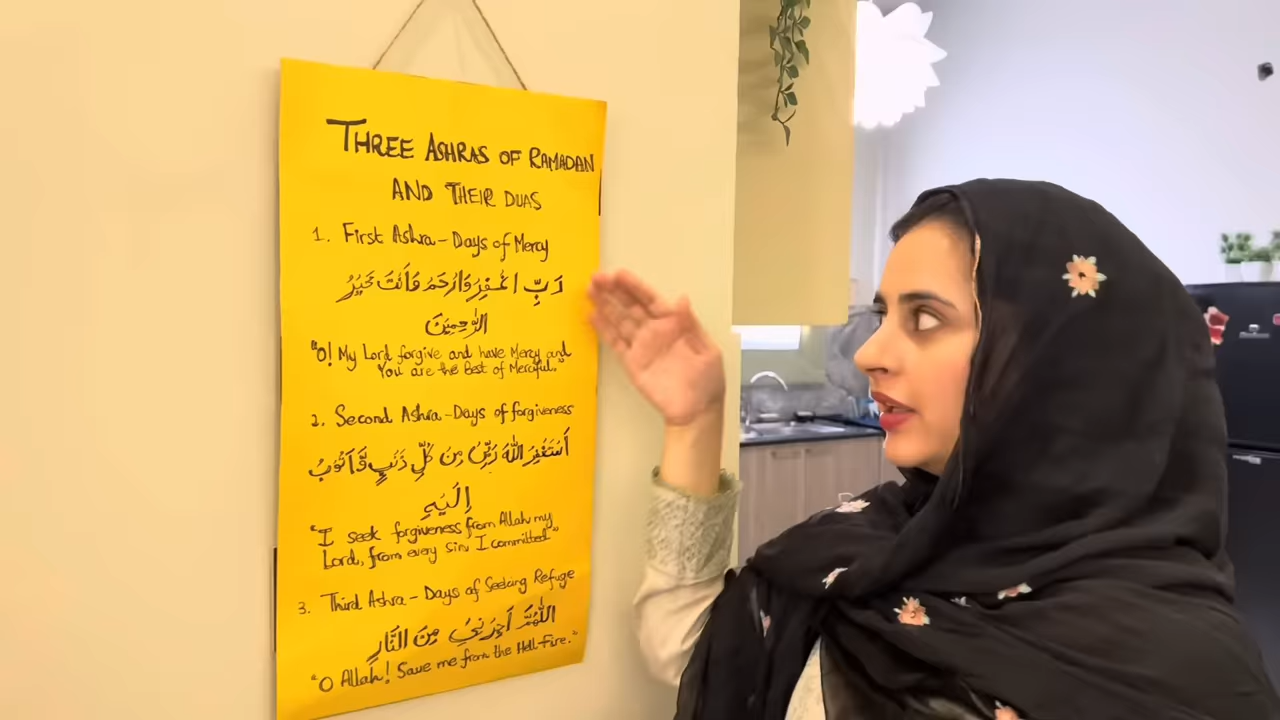 THREE ASHRAS OF RAMADAN
AND THEIR DUAS
1. First Ashra - Days of Mercy
رَبِّ اغْفِرْ وَارْحَمْ وَأَنْتَ خَيْرُ
الرَّاحِمِيْنَ
"O! My Lord forgive and have Mercy and
You are the Best of Merciful."
2. Second Ashra - Days of forgiveness
أَسْتَغْفِرُ اللّٰهَ رَبِّيْ مِنْ كُلِّ ذَنْبٍ وَّأَتُوْبُ
إِلَيْهِ
"I seek forgiveness from Allah my
Lord, from every sin I committed"
3. Third Ashra - Days of Seeking Refuge
اللّٰهُمَّ أَجِرْنِيْ مِنَ النَّارِ
"O Allah! Save me from the Hell-Fire."